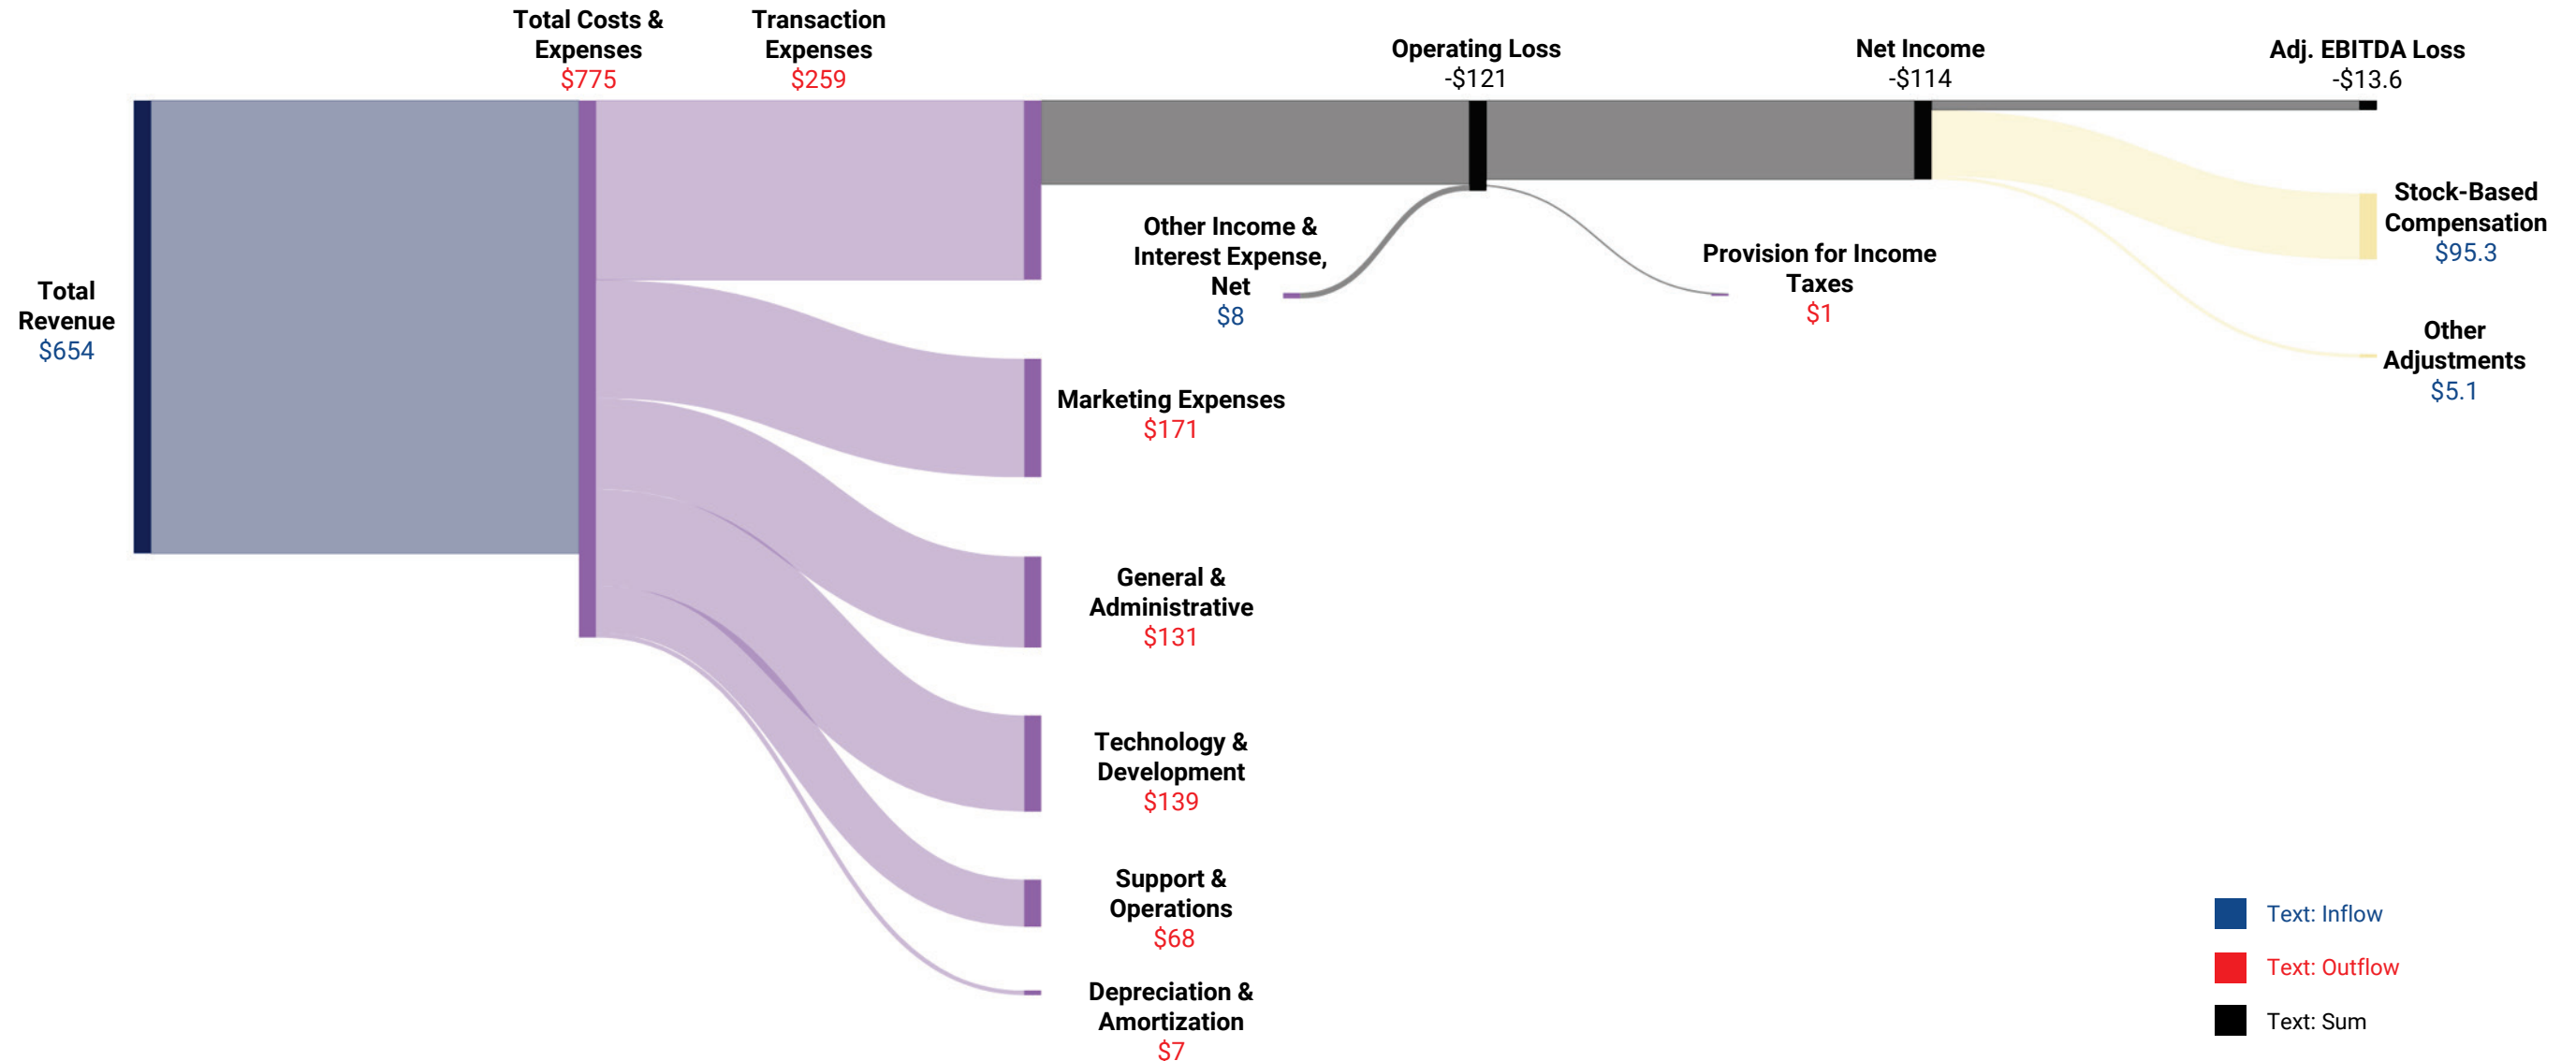 Total Costs &
Expenses
$775
Transaction
Expenses
$259
Operating Loss
-$121
Net Income
-$114
Adj. EBITDA Loss
-$13.6
Total
Revenue
$654
Other Income &
Interest Expense,
Net
$8
Provision for Income
Taxes
$1
Stock-Based
Compensation
$95.3
Other
Adjustments
$5.1
Marketing Expenses
$171
General &
Administrative
$131
Technology &
Development
$139
Support &
Operations
$68
Depreciation &
Amortization
$7
Text: Inflow
Text: Outflow
Text: Sum